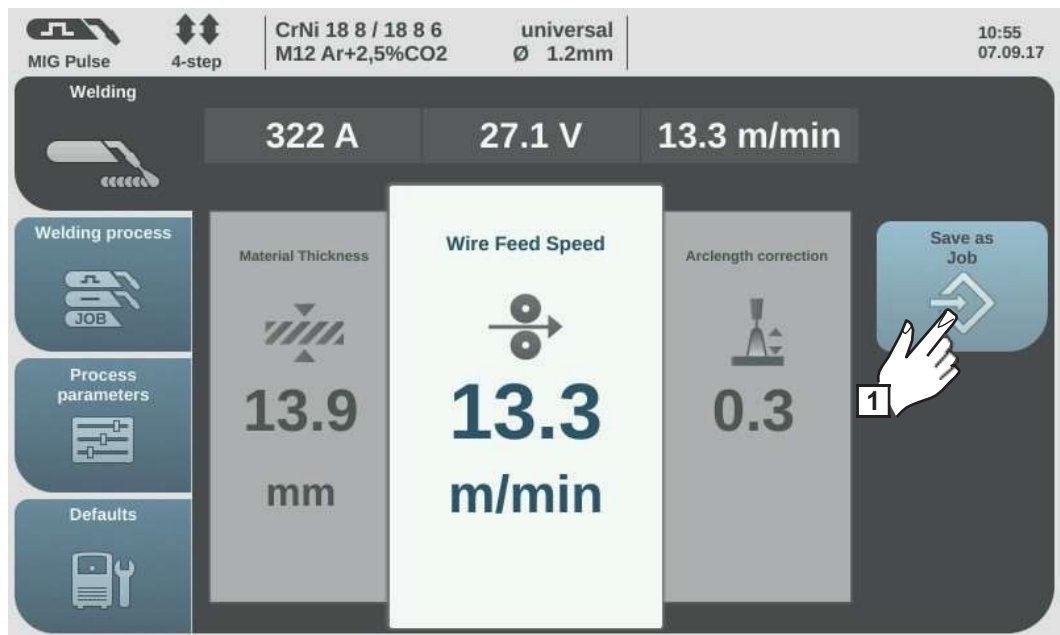 MIG Pulse
4-step
CrNi 18 8 / 18 8 6 universal
M12 Ar+2,5%CO2 Ø 1.2mm
10:55
07.09.17
Welding
322 A
27.1 V
13.3 m/min
Welding process
JOB
Process
parameters
Defaults
Material Thickness
13.9
mm
Wire Feed Speed
13.3
m/min
Arclength correction
0.3
Save as
Job
1